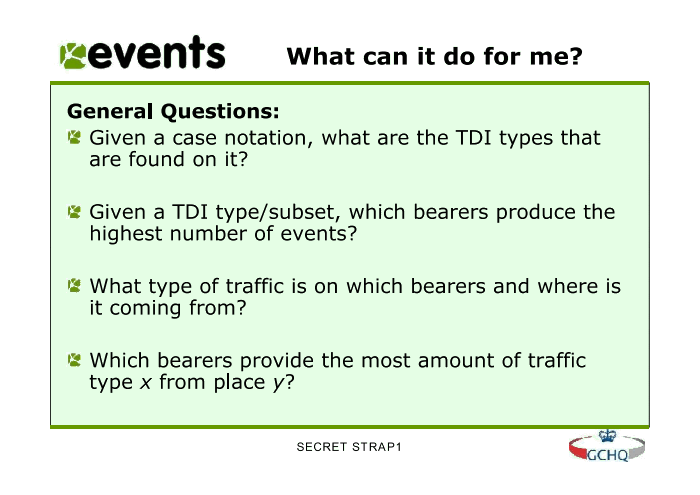 events What can it do for me?
General Questions:
Given a case notation, what are the TDI types that
are found on it?
Given a TDI type/subset, which bearers produce the
highest number of events?
What type of traffic is on which bearers and where is
it coming from?
Which bearers provide the most amount of traffic
type x from place y?
SECRET STRAP1
GCHQ